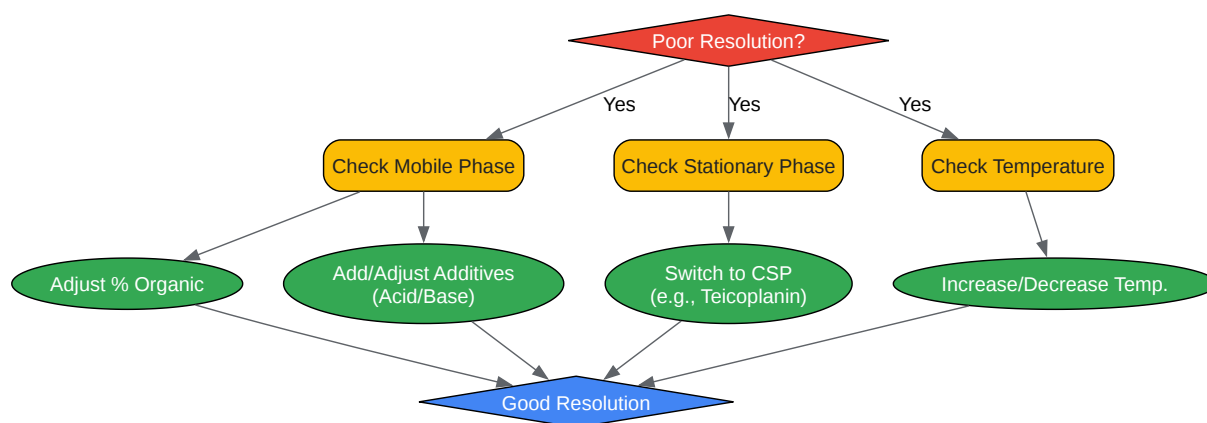 Poor Resolution?
Yes
Yes
Yes
Check Mobile Phase
Check Stationary Phase
Check Temperature
Adjust % Organic
Add/Adjust Additives
(Acid/Base)
Switch to CSP
(e.g., Teicoplanin)
Increase/Decrease Temp.
Good Resolution